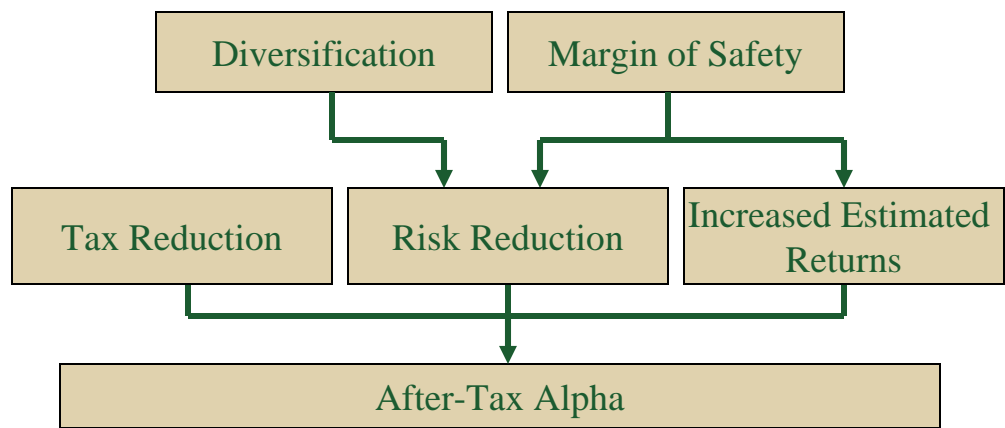 Diversification
Margin of Safety
Tax Reduction
Risk Reduction
Increased Estimated
Returns
After-Tax Alpha